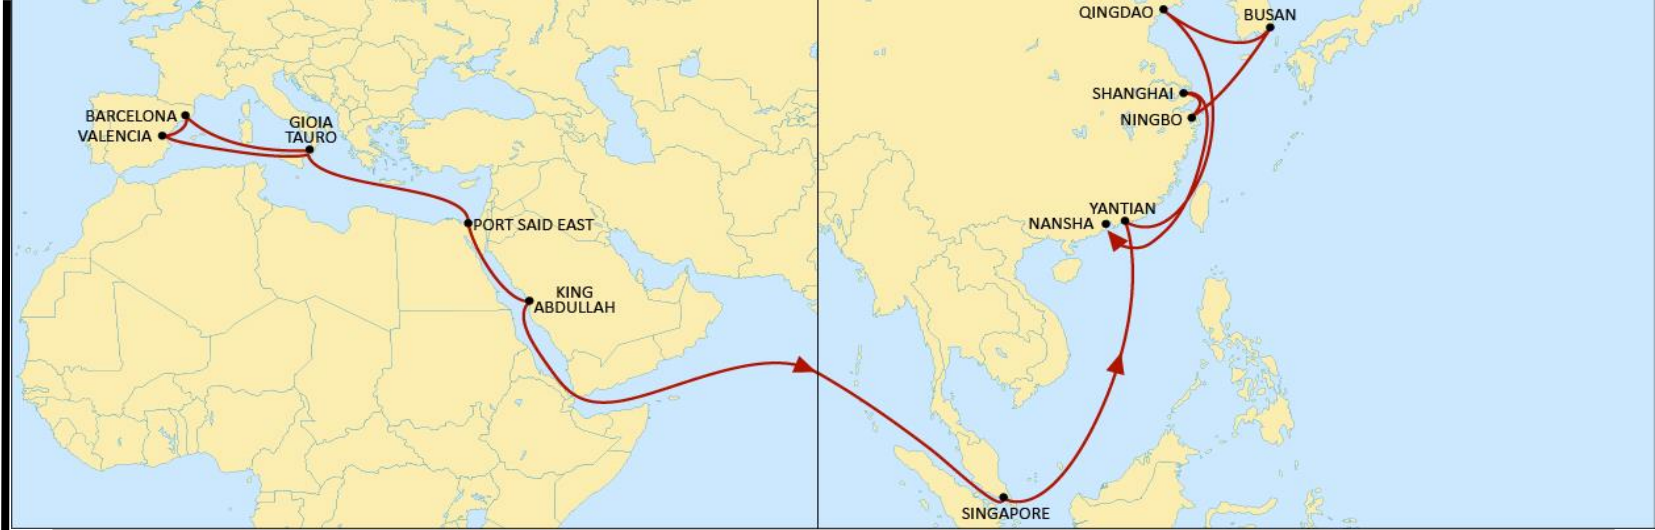 QINGDAO
BUSAN
SHANGHAI
NINGBO
BARCELONA
VALENCIA
GIOIA
TAURO
YANTIAN
NANSHA
PORT SAID EAST
KING
ABDULLAH
SINGAPORE